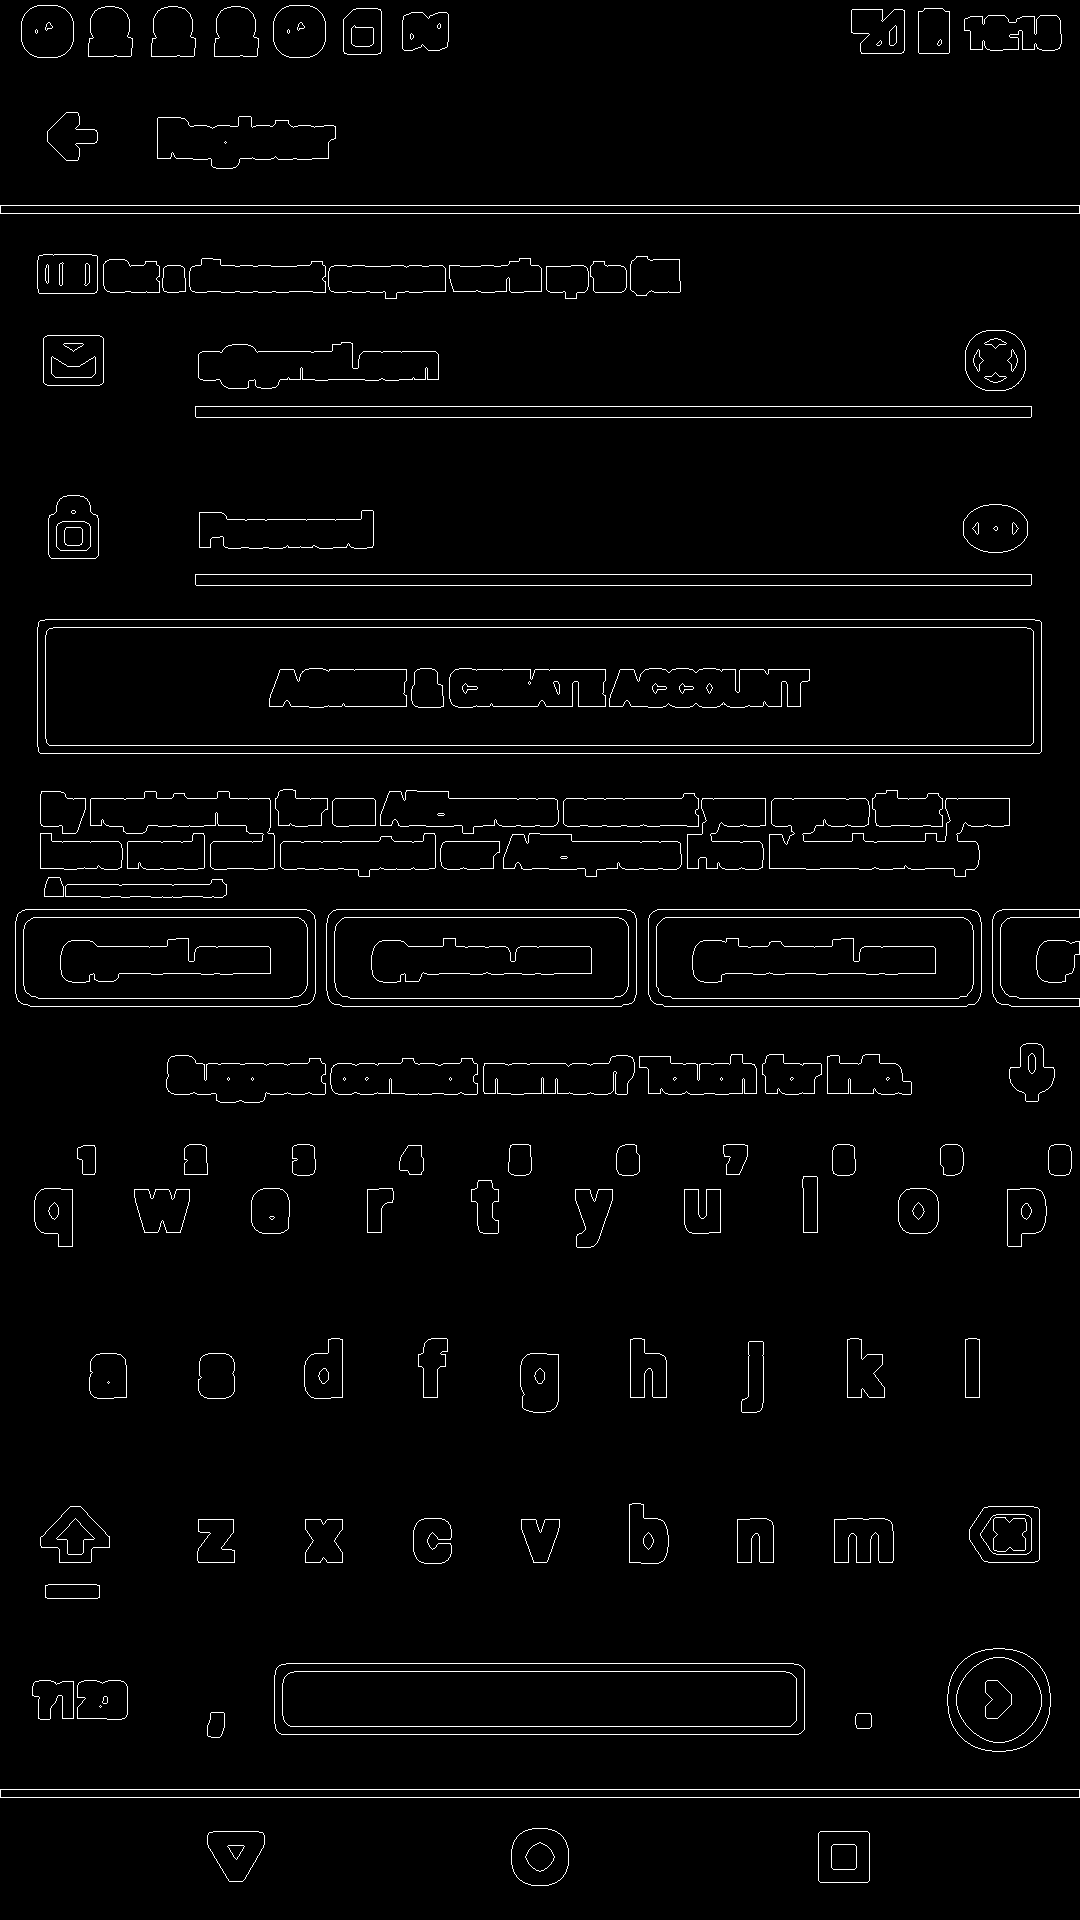 Register
Get a discount coupon worth up to
Password
AGREE & CREATE ACCOUNT
By registering for an AliExpress account, you agree that you
have read and accepted our AliExpress Free Membership
Agreement
@gmail.com
@yahoo.com
@hotmail.com
Suggest contact names? Touch for info.
1 2 3 4 5 6 7 8 9 0
q w e r t y u i o p
a s d f g h j k l
z x c v b n m
?123 , .